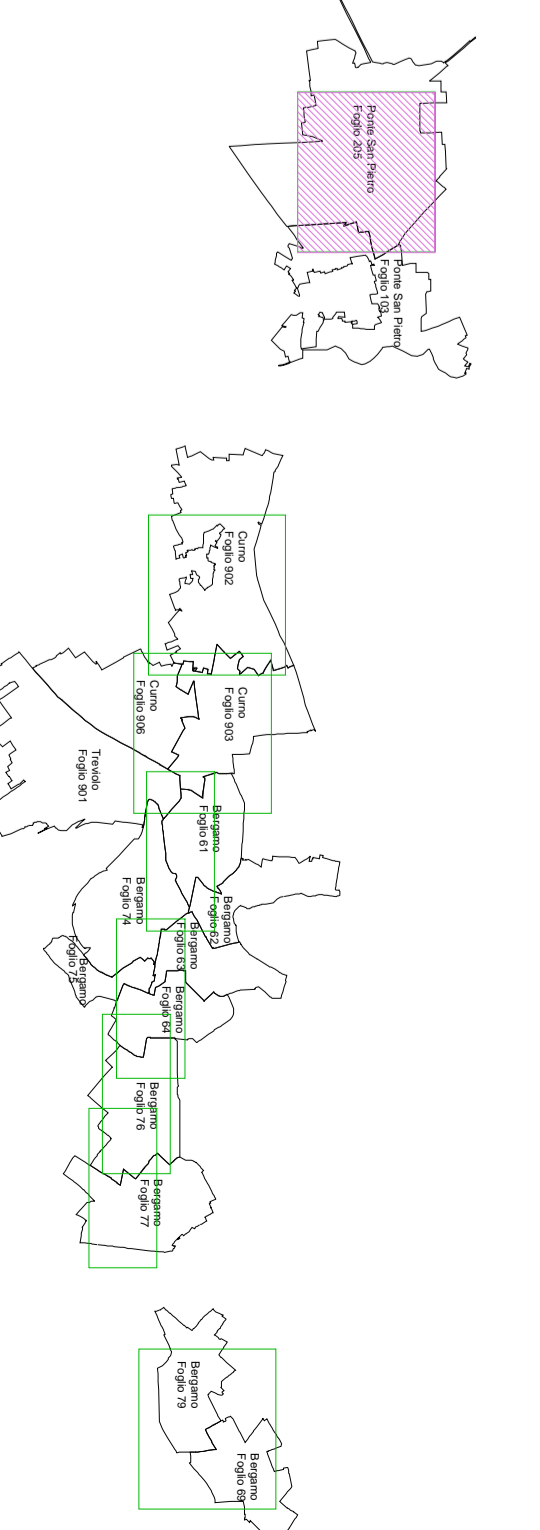 Ponte San Pietro
Foglio 205
Ponte San Pietro
Foglio 103
Curno
Foglio 902
Curno
Foglio 903
Curno
Foglio 906
Treviolo
Foglio 901
Bergamo
Foglio 61
Bergamo
Foglio 62
Bergamo
Foglio 74
Bergamo
Foglio 63
Bergamo
Foglio 75
Bergamo
Foglio 64
Bergamo
Foglio 76
Bergamo
Foglio 77
Bergamo
Foglio 79
Bergamo
Foglio 69